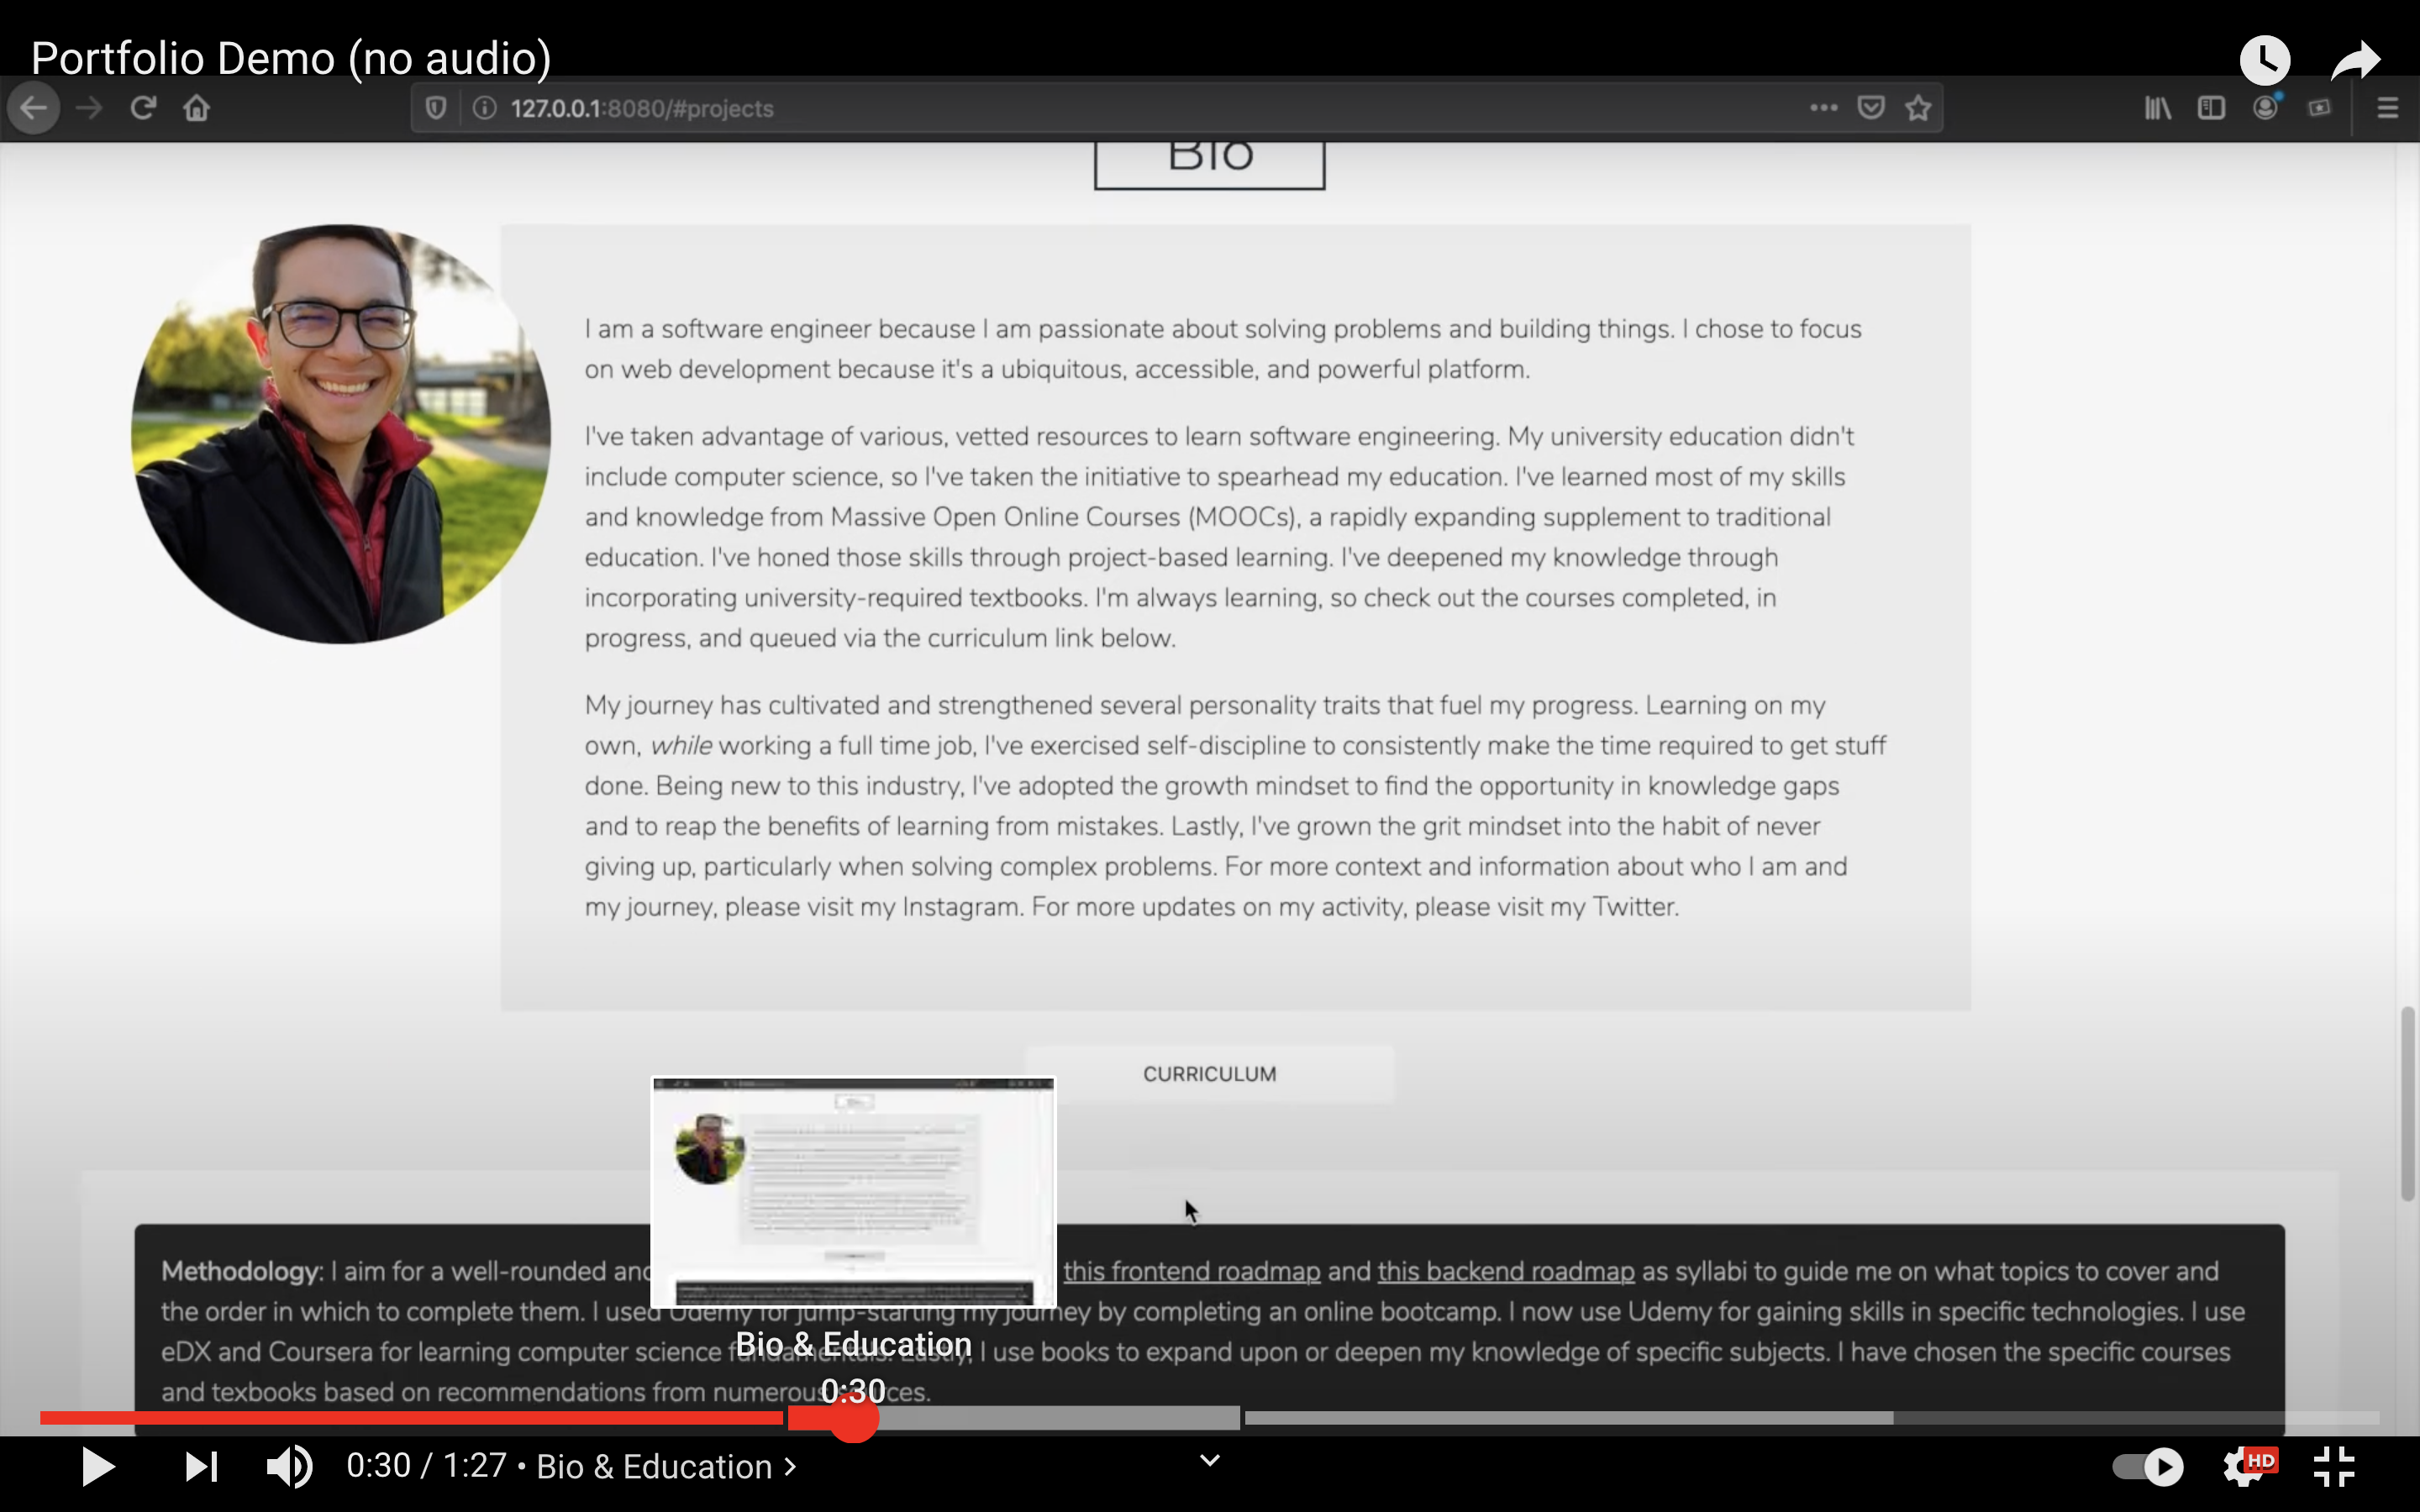 Portfolio Demo (no audio)
127.0.0.1:8080/#projects
Bio
I am a software engineer because I am passionate about solving problems and building things. I chose to focus
on web development because it's a ubiquitous, accessible, and powerful platform.
I've taken advantage of various, vetted resources to learn software engineering. My university education didn't
include computer science, so I've taken the initiative to spearhead my education. I've learned most of my skills
and knowledge from Massive Open Online Courses (MOOCs), a rapidly expanding supplement to traditional
education. I've honed those skills through project-based learning. I've deepened my knowledge through
incorporating university-required textbooks. I'm always learning, so check out the courses completed, in
progress, and queued via the curriculum link below.
My journey has cultivated and strengthened several personality traits that fuel my progress. Learning on my
own, while working a full time job, I've exercised self-discipline to consistently make the time required to get stuff
done. Being new to this industry, I've adopted the growth mindset to find the opportunity in knowledge gaps
and to reap the benefits of learning from mistakes. Lastly, I've grown the grit mindset into the habit of never
giving up, particularly when solving complex problems. For more context and information about who I am and
my journey, please visit my Instagram. For more updates on my activity, please visit my Twitter.
CURRICULUM
Methodology: I aim for a well-rounded and this frontend roadmap and this backend roadmap as syllabi to guide me on what topics to cover and
the order in which to complete them. I used Udemy for jump-starting my journey by completing an online bootcamp. I now use Udemy for gaining skills in specific technologies. I use
eDX and Coursera for learning computer science fundamentals. Lastly, I use books to expand upon or deepen my knowledge of specific subjects. I have chosen the specific courses
and texbooks based on recommendations from numerous sources.
Bio & Education
0:30
0:30 / 1:27 • Bio & Education >
HD